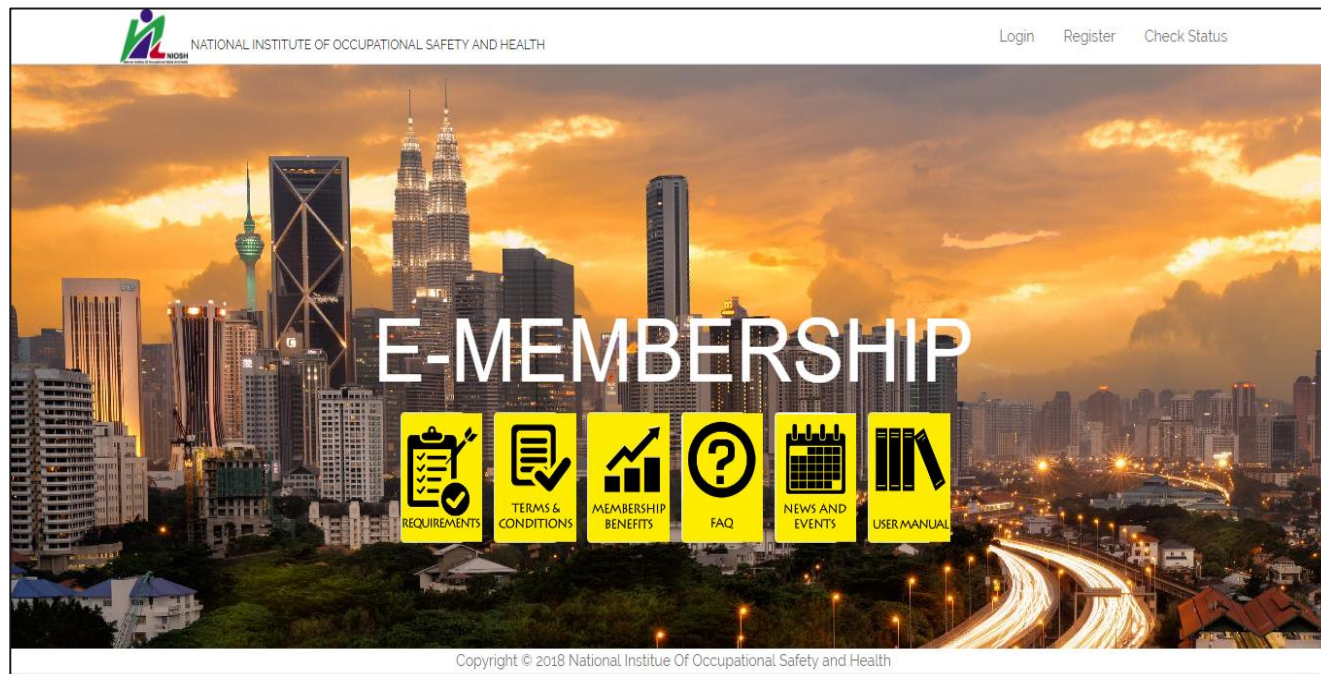 NIOSH
NATIONAL INSTITUTE OF OCCUPATIONAL SAFETY AND HEALTH
Login Register Check Status
E-MEMBERSHIP
REQUIREMENTS
TERMS &
CONDITIONS
MEMBERSHIP
BENEFITS
FAQ
NEWS AND
EVENTS
USER MANUAL
Copyright © 2018 National Institue Of Occupational Safety and Health